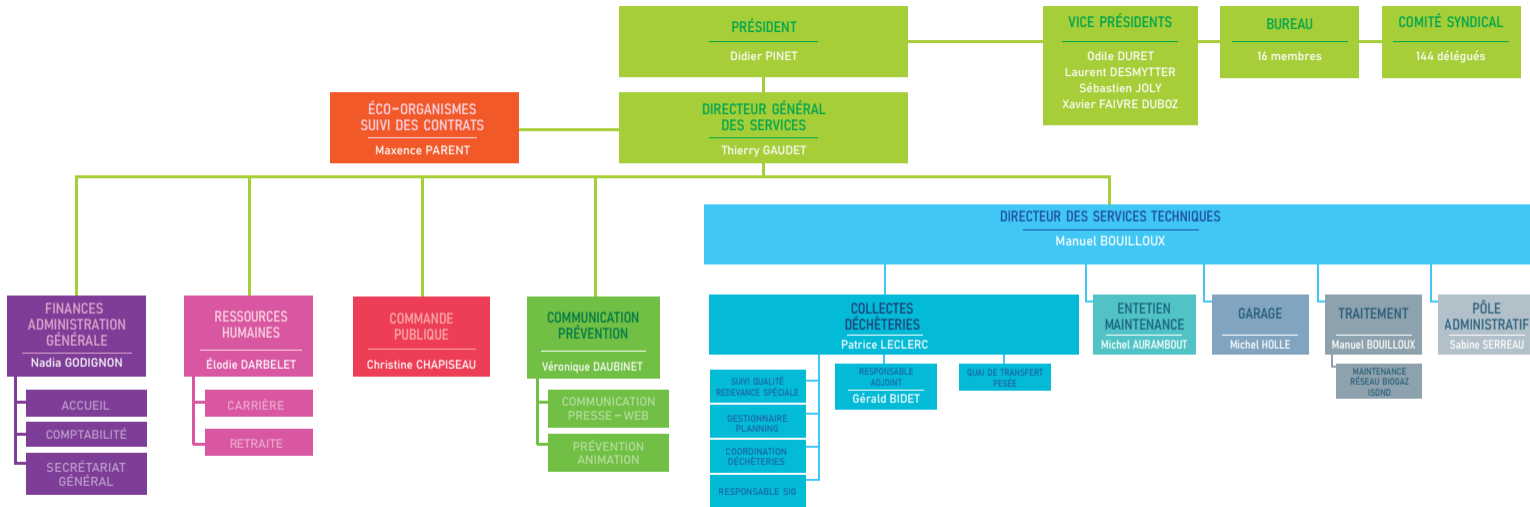 PRÉSIDENT
Didier PINET
VICE PRÉSIDENTS
Odile DURET
Laurent DESMYTTER
Sébastien JOLY
Xavier FAIVRE DUBOZ
BUREAU
16 membres
COMITÉ SYNDICAL
144 délégués
ÉCO-ORGANISMES
SUIVI DES CONTRATS
Maxence PARENT
DIRECTEUR GÉNÉRAL
DES SERVICES
Thierry GAUDET
DIRECTEUR DES SERVICES TECHNIQUES
Manuel BOUILLOUX
FINANCES
ADMINISTRATION
GÉNÉRALE
Nadia GODIGNON
ACCUEIL
COMPTABILITÉ
SECRÉTARIAT
GÉNÉRAL
RESSOURCES
HUMAINES
Élodie DARBELET
CARRIÈRE
RETRAITE
COMMANDE
PUBLIQUE
Christine CHAPISEAU
COMMUNICATION
PRÉVENTION
Véronique DAUBINET
COMMUNICATION
PRESSE-WEB
PRÉVENTION
ANIMATION
COLLECTES
DÉCHÈTERIES
Patrice LECLERC
SUIVI QUALITÉ
REDEVANCE SPÉCIALE
GESTIONNAIRE
PLANNING
COORDINATION
DÉCHÈTERIES
RESPONSABLE SIG
RESPONSABLE
ADJOINT
Gérald BIDET
QUAI DE TRANSFERT
PESÉE
ENTETIEN
MAINTENANCE
Michel AURAMBOUT
GARAGE
Michel HOLLE
TRAITEMENT
Manuel BOUILLOUX
MAINTENANCE
RÉSEAU BIOGAZ
ISDND
PÔLE
ADMINISTRATIF
Sabine SERREAU